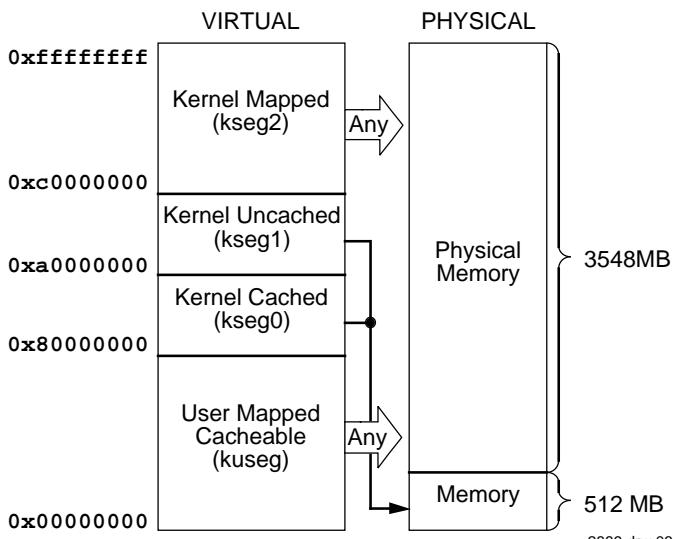 VIRTUAL
PHYSICAL
0xffffffff
Kernel Mapped
(kseg2)
Any
0xc0000000
Kernel Uncached
(kseg1)
0xa0000000
Physical
Memory
3548MB
Kernel Cached
(kseg0)
0x80000000
User Mapped
Cacheable
(kuseg)
Any
Memory
512 MB
0x00000000